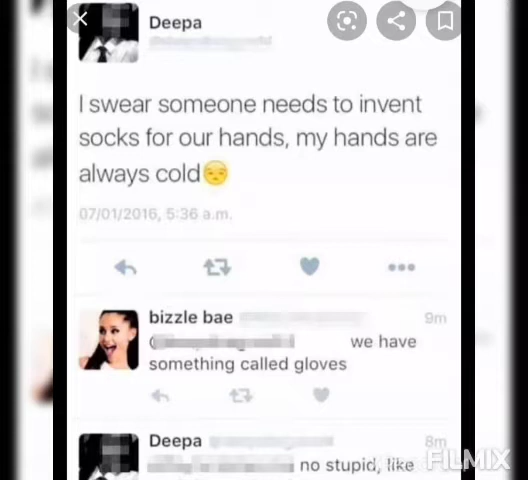 Deepa
I swear someone needs to invent
socks for our hands, my hands are
always cold😒
07/01/2016, 5:36 a.m.
bizzle bae
9m
we have
something called gloves
Deepa
8m
no stupid, like
FILMIX